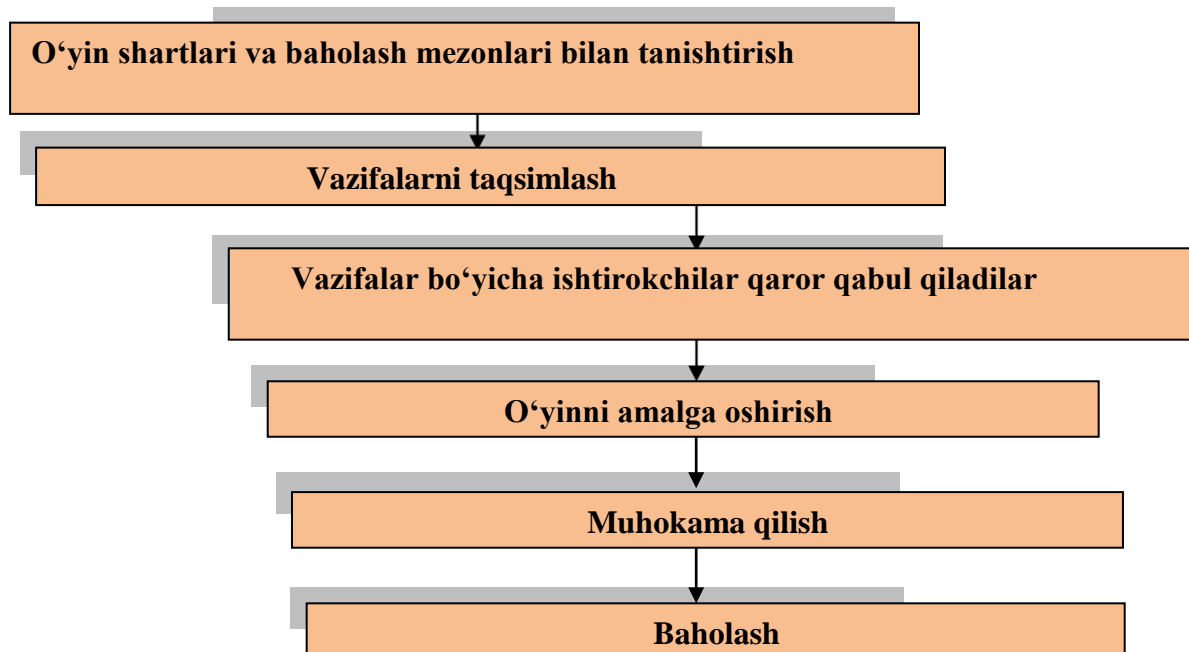 O‘yin shartlari va baholash mezonlari bilan tanishtirish
Vazifalarni taqsimlash
Vazifalar bo‘yicha ishtirokchilar qaror qabul qiladilar
O‘yinni amalga oshirish
Muhokama qilish
Baholash